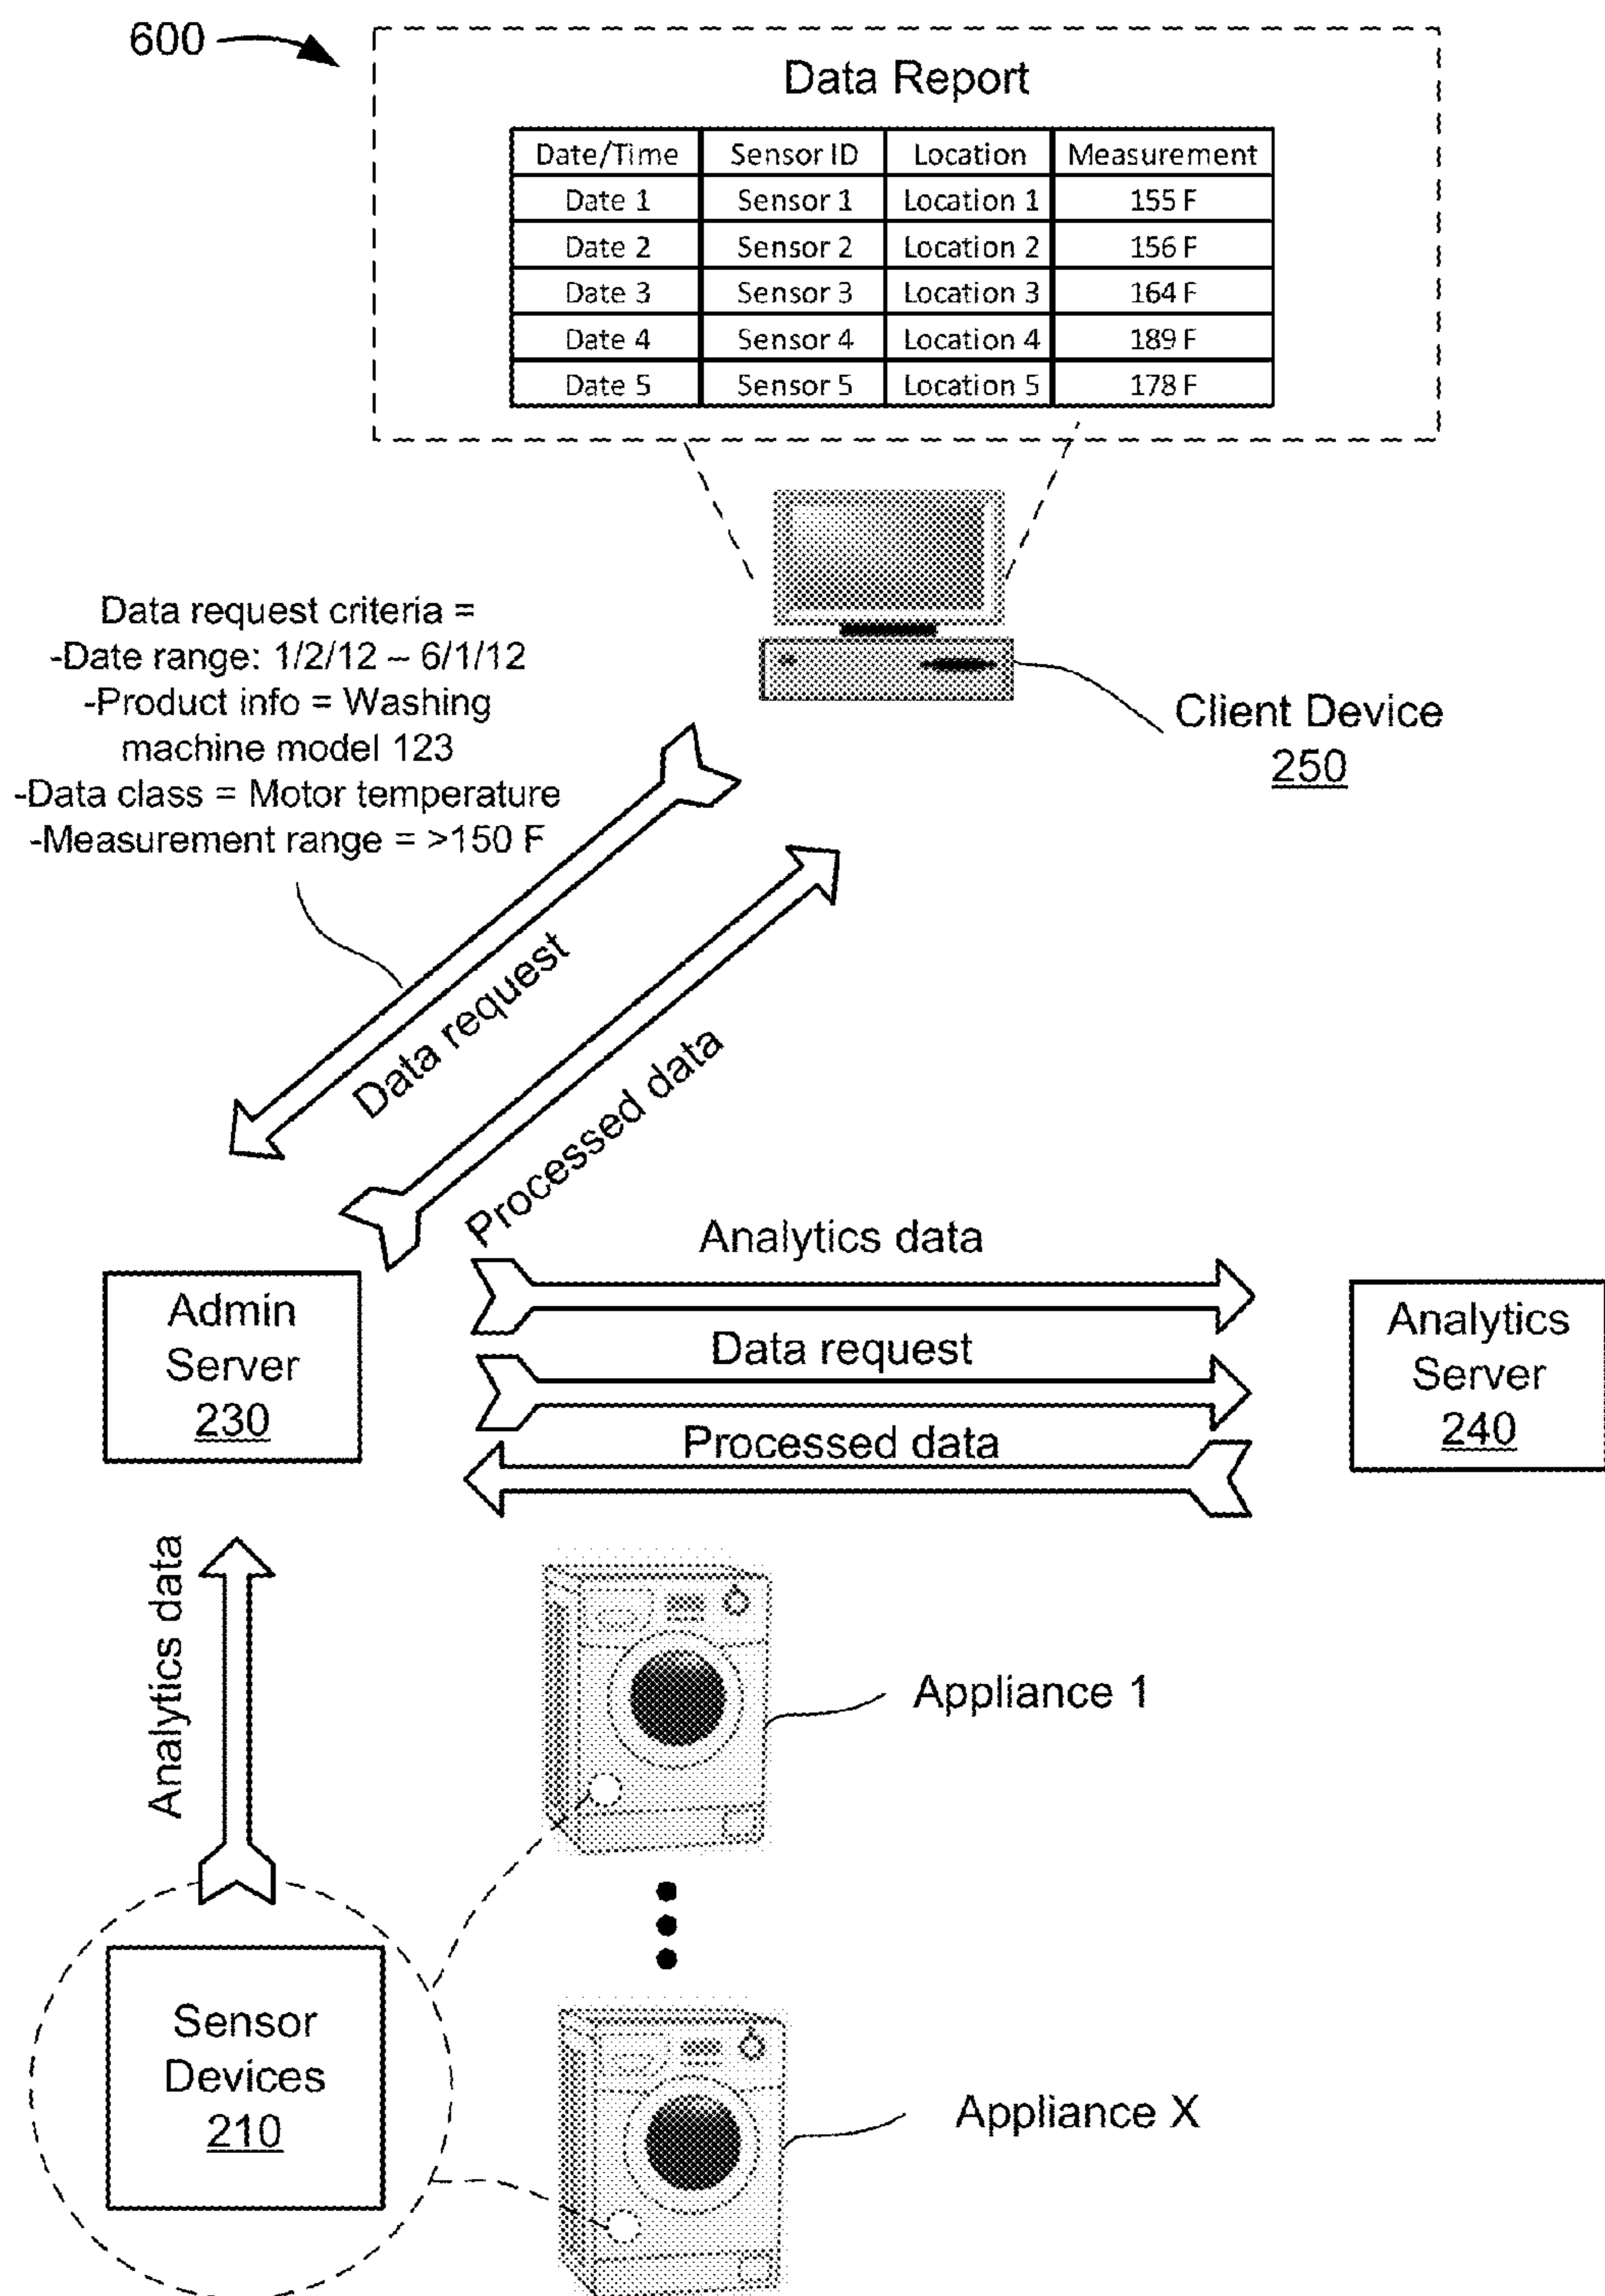 600
Data Report
Date/Time Sensor ID Location Measurement
Date 1 Sensor 1 Location 1 155 F
Date 2 Sensor 2 Location 2 156 F
Date 3 Sensor 3 Location 3 164 F
Date 4 Sensor 4 Location 4 189 F
Date 5 Sensor 5 Location 5 178 F
Data request criteria =
-Date range: 1/2/12 – 6/1/12
-Product info = Washing
machine model 123
-Data class = Motor temperature
-Measurement range = >150 F
Client Device
250
Data request
Processed data
Analytics data
Data request
Processed data
Admin
Server
230
Analytics
Server
240
Analytics data
Appliance 1
Sensor
Devices
210
Appliance X